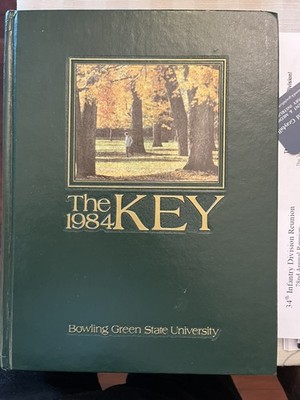 The
1984 KEY
Bowling Green State University
34th Infantry Division Reunion